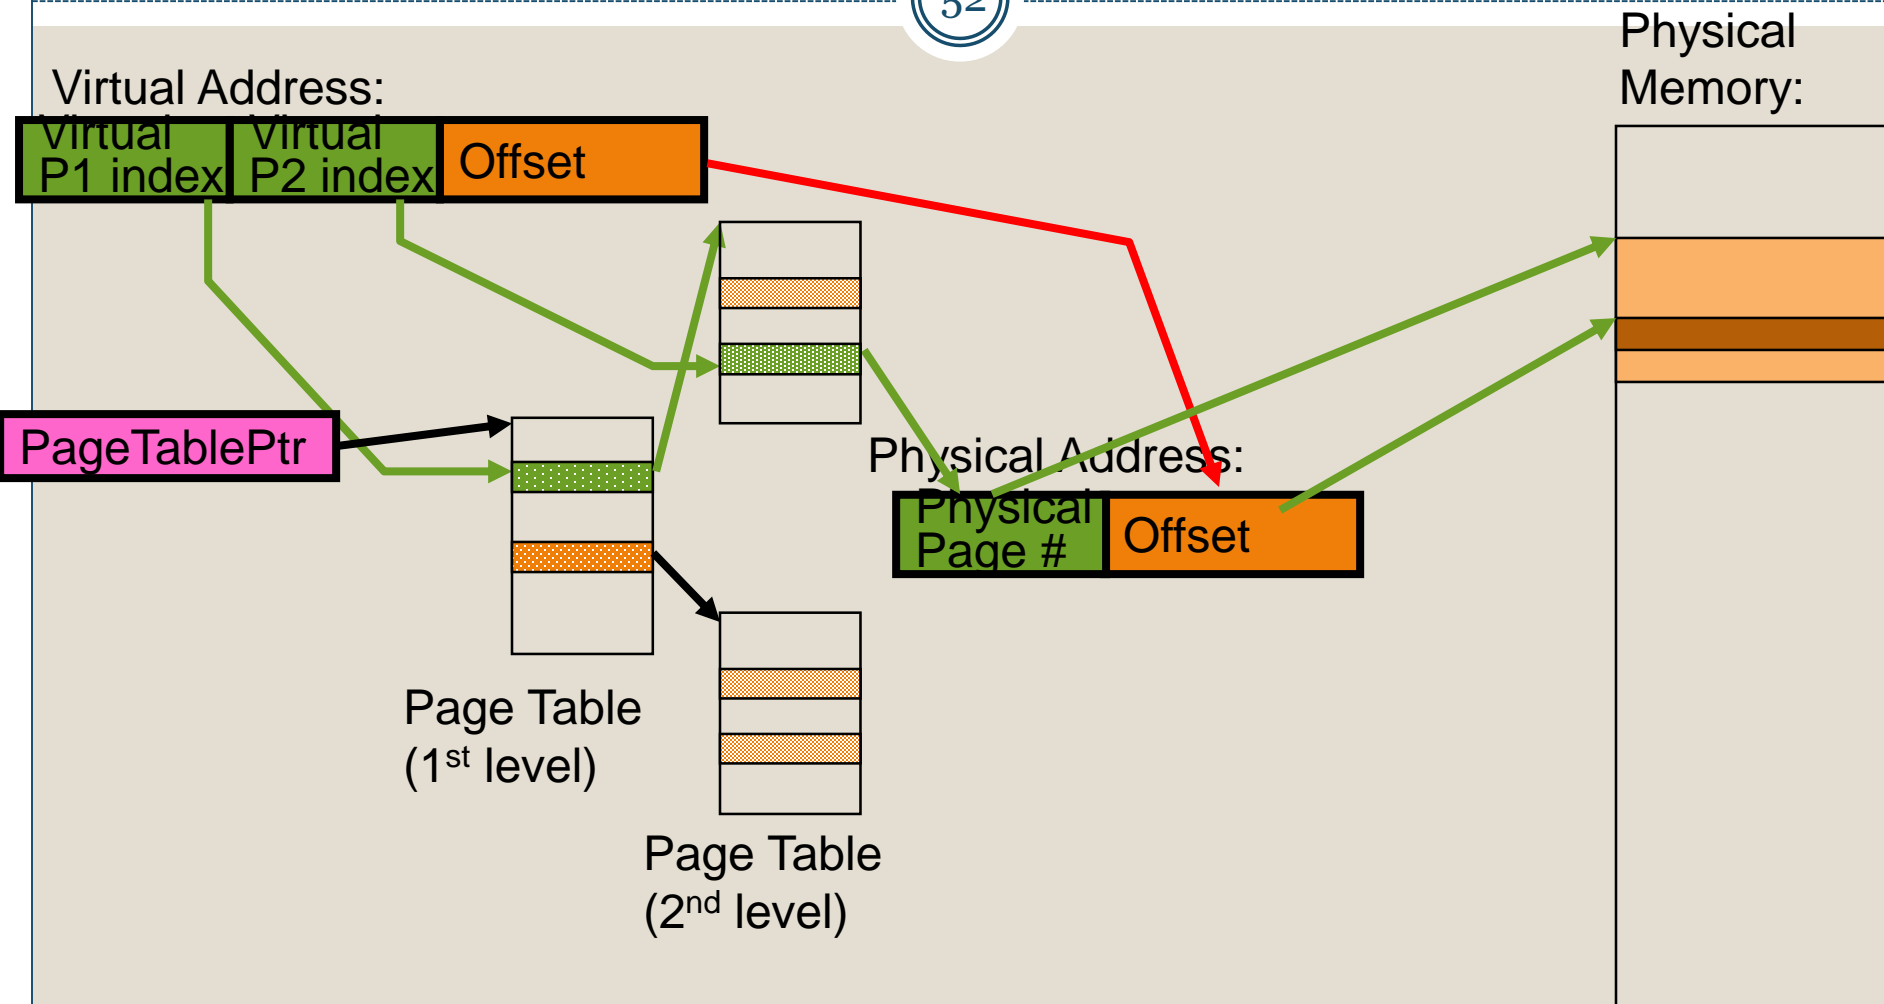 52
Physical
Memory:
Virtual Address:
Virtual
P1 index
Virtual
P2 index
Offset
PageTablePtr
Physical Address:
Physical
Page #
Offset
Page Table
(1st level)
Page Table
(2nd level)